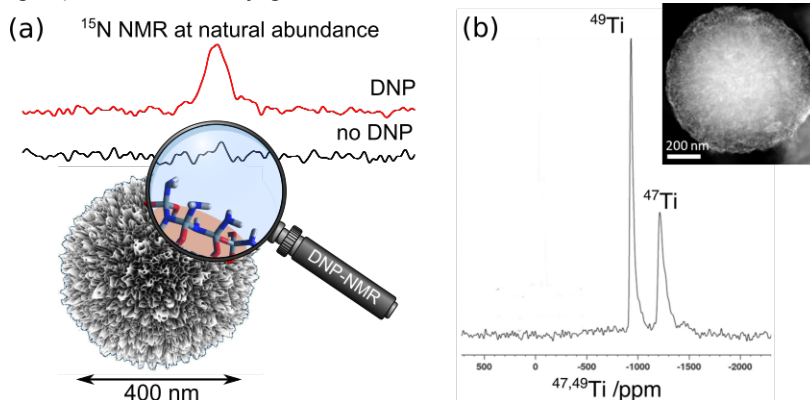 (a)
¹⁵N NMR at natural abundance
DNP
no DNP
DNP-NMR
400 nm
(b)
⁴⁹Ti
⁴⁷Ti
200 nm
500 0 -500 -1000 -1500 -2000
⁴⁷,⁴⁹Ti /ppm